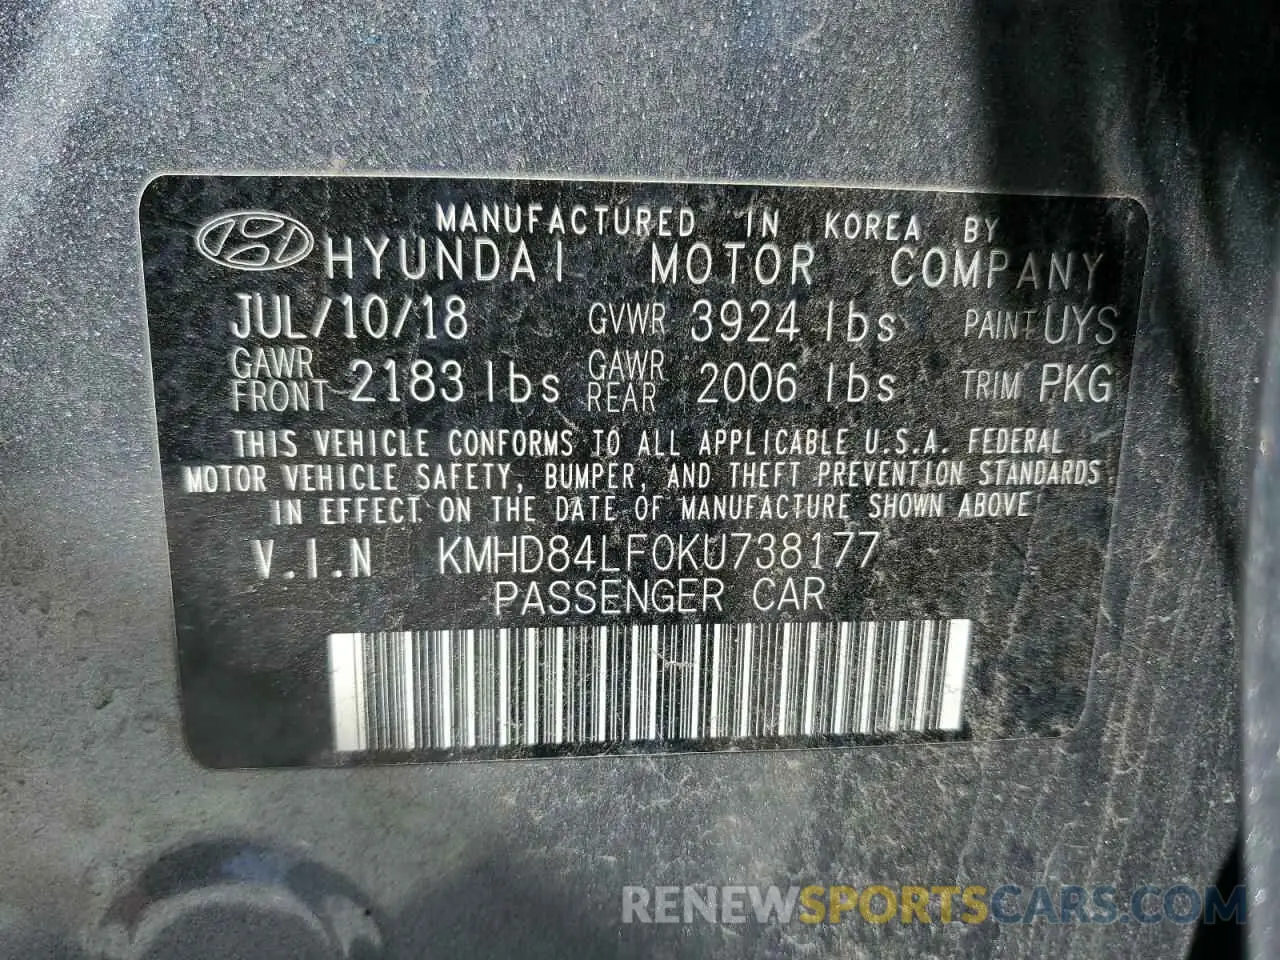 MANUFACTURED IN KOREA BY
HYUNDAI MOTOR COMPANY
JUL/10/18 GVWR 3924 lbs PAINT UYS
GAWR FRONT 2183 lbs GAWR REAR 2006 lbs TRIM PKG
THIS VEHICLE CONFORMS TO ALL APPLICABLE U.S.A. FEDERAL
MOTOR VEHICLE SAFETY, BUMPER, AND THEFT PREVENTION STANDARDS
IN EFFECT ON THE DATE OF MANUFACTURE SHOWN ABOVE
V.I.N KMHD84LF0KU738177
PASSENGER CAR
RENEWSPORTSCARS.COM